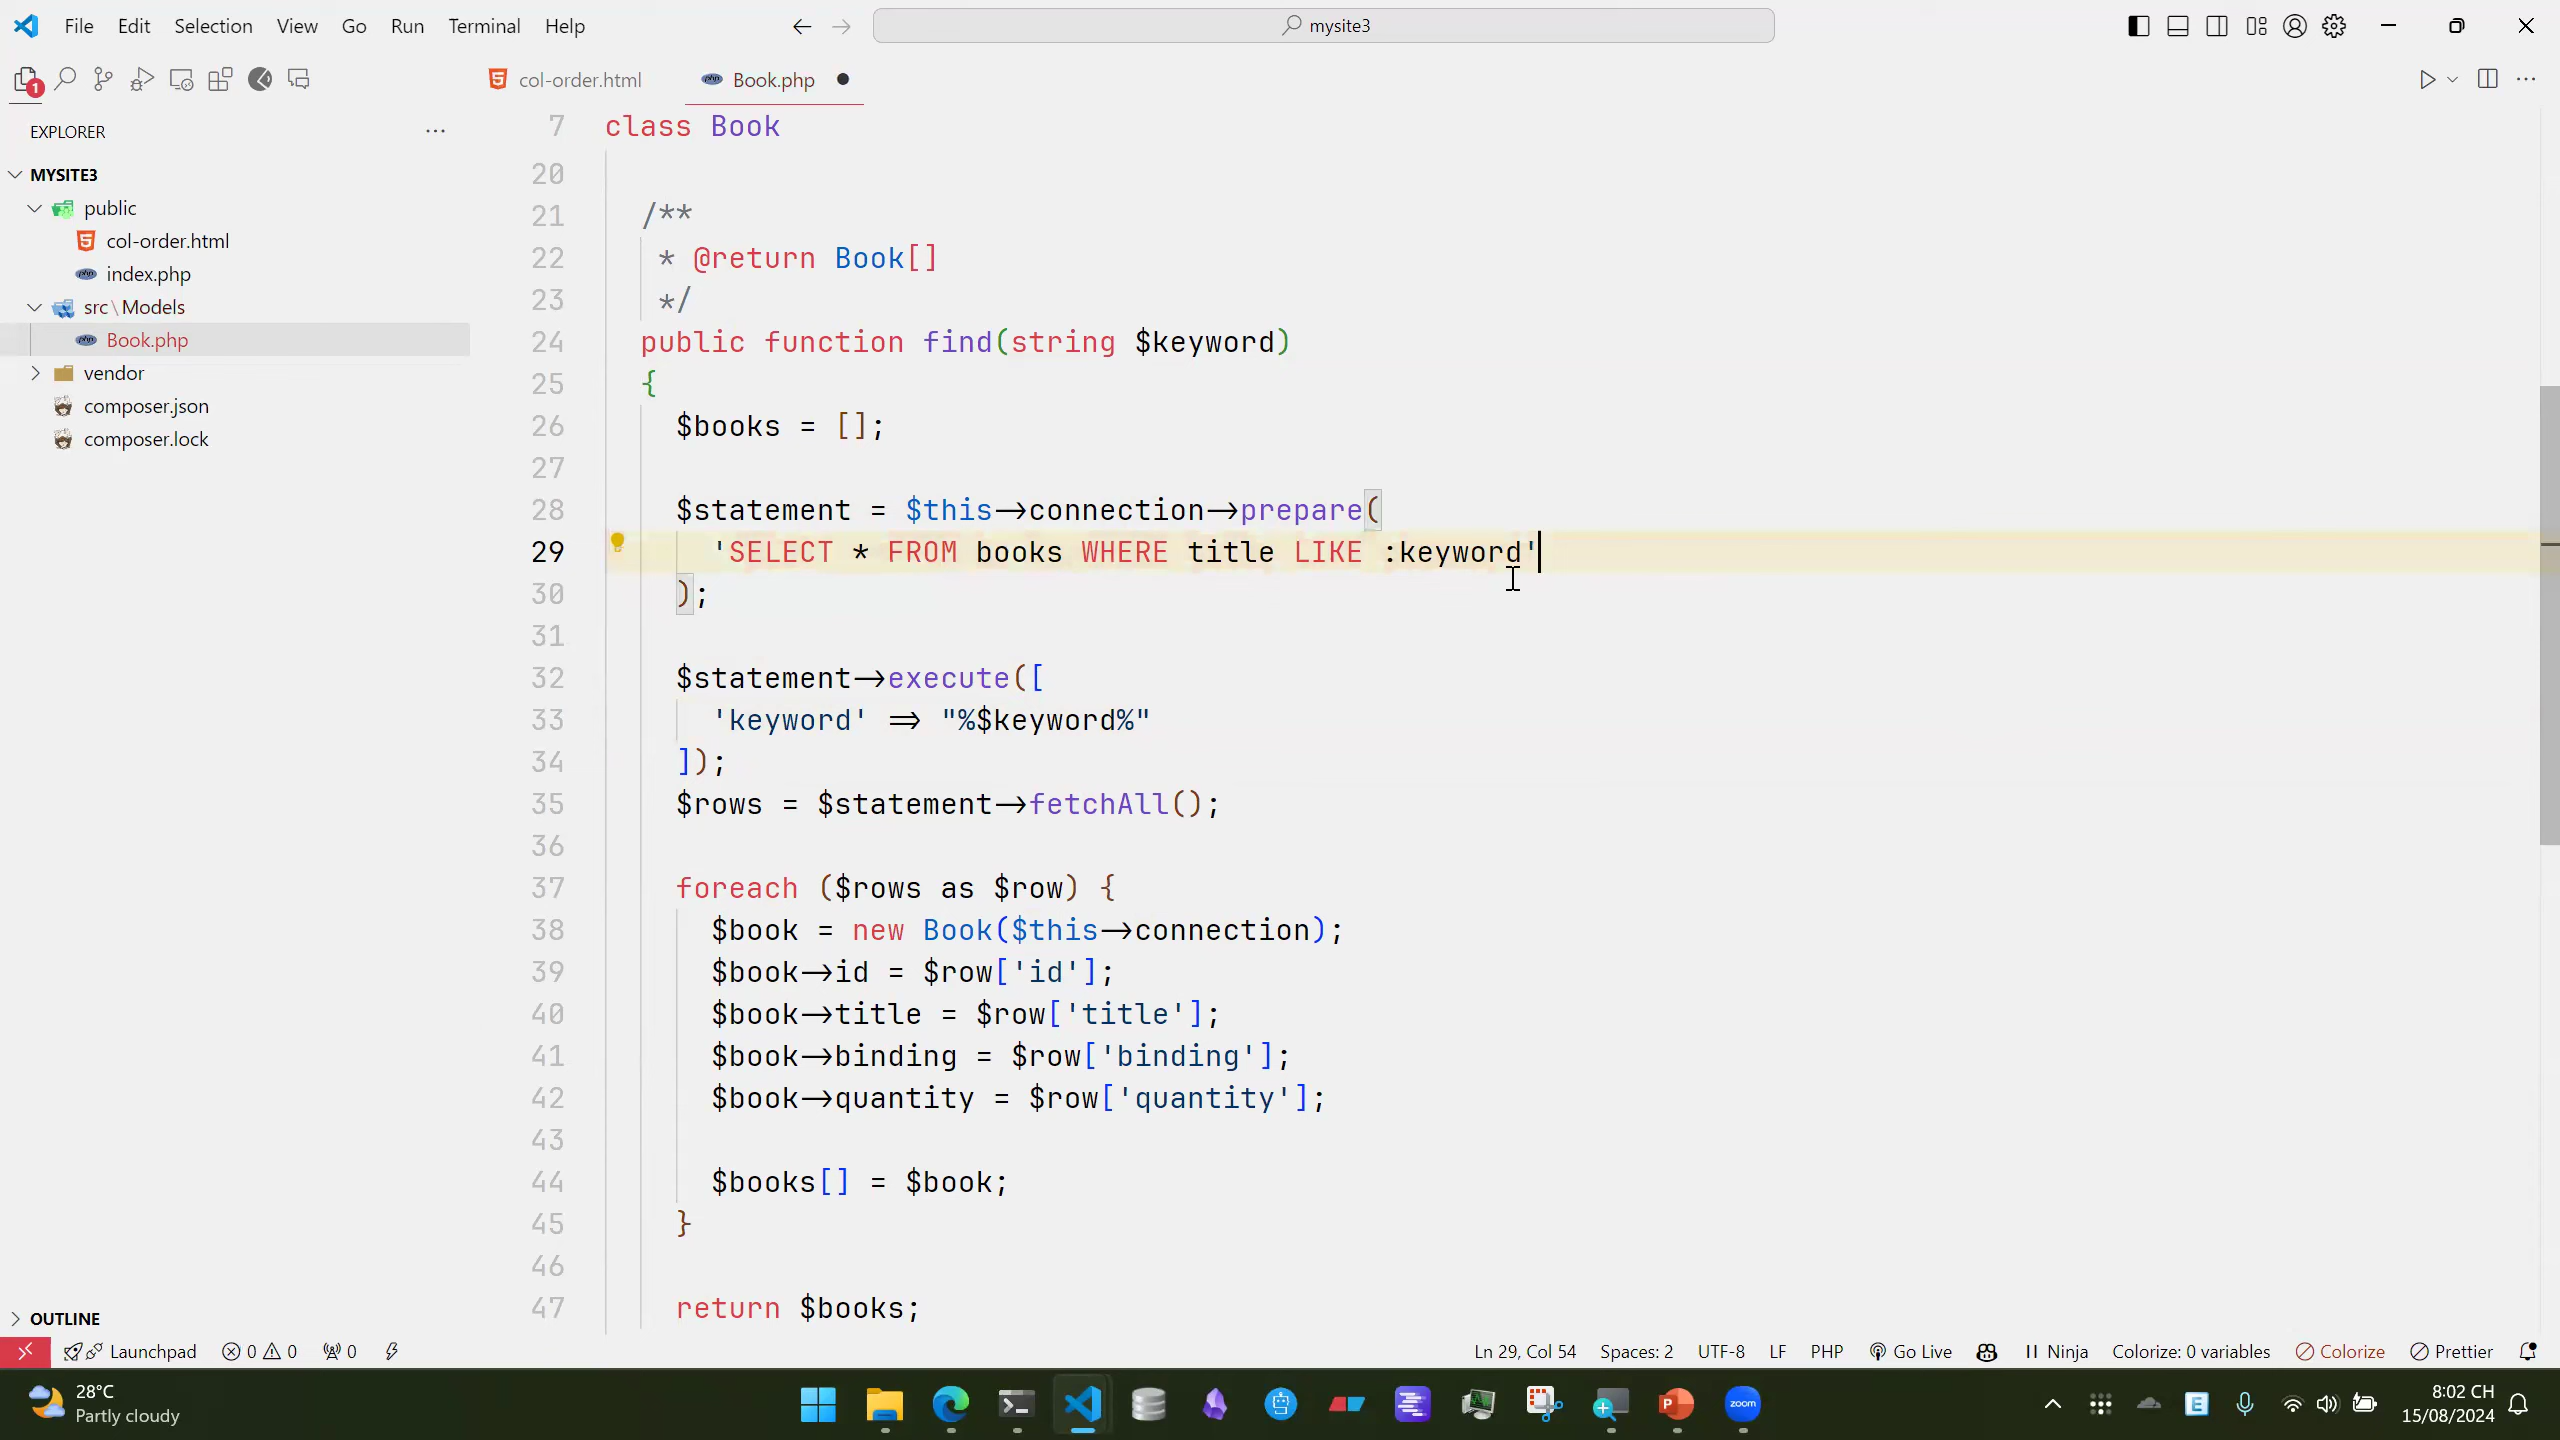 File Edit Selection View Go Run Terminal Help
mysite3
1
col-order.html
Book.php
EXPLORER
MYSITE3
public
col-order.html
index.php
src\Models
Book.php
vendor
composer.json
composer.lock
OUTLINE
7 class Book
20
21 /**
22 * @return Book[]
23 */
24 public function find(string $keyword)
25 {
26 $books = [];
27
28 $statement = $this->connection->prepare(
29 'SELECT * FROM books WHERE title LIKE :keyword'
30 );
31
32 $statement->execute([
33 'keyword' => "%$keyword%"
34 ]);
35 $rows = $statement->fetchAll();
36
37 foreach ($rows as $row) {
38 $book = new Book($this->connection);
39 $book->id = $row['id'];
40 $book->title = $row['title'];
41 $book->binding = $row['binding'];
42 $book->quantity = $row['quantity'];
43
44 $books[] = $book;
45 }
46
47 return $books;
Launchpad 0 0 0 Ln 29, Col 54 Spaces: 2 UTF-8 LF PHP Go Live Ninja Colorize: 0 variables Colorize Prettier
28°C
Partly cloudy
zoom
8:02 CH
15/08/2024